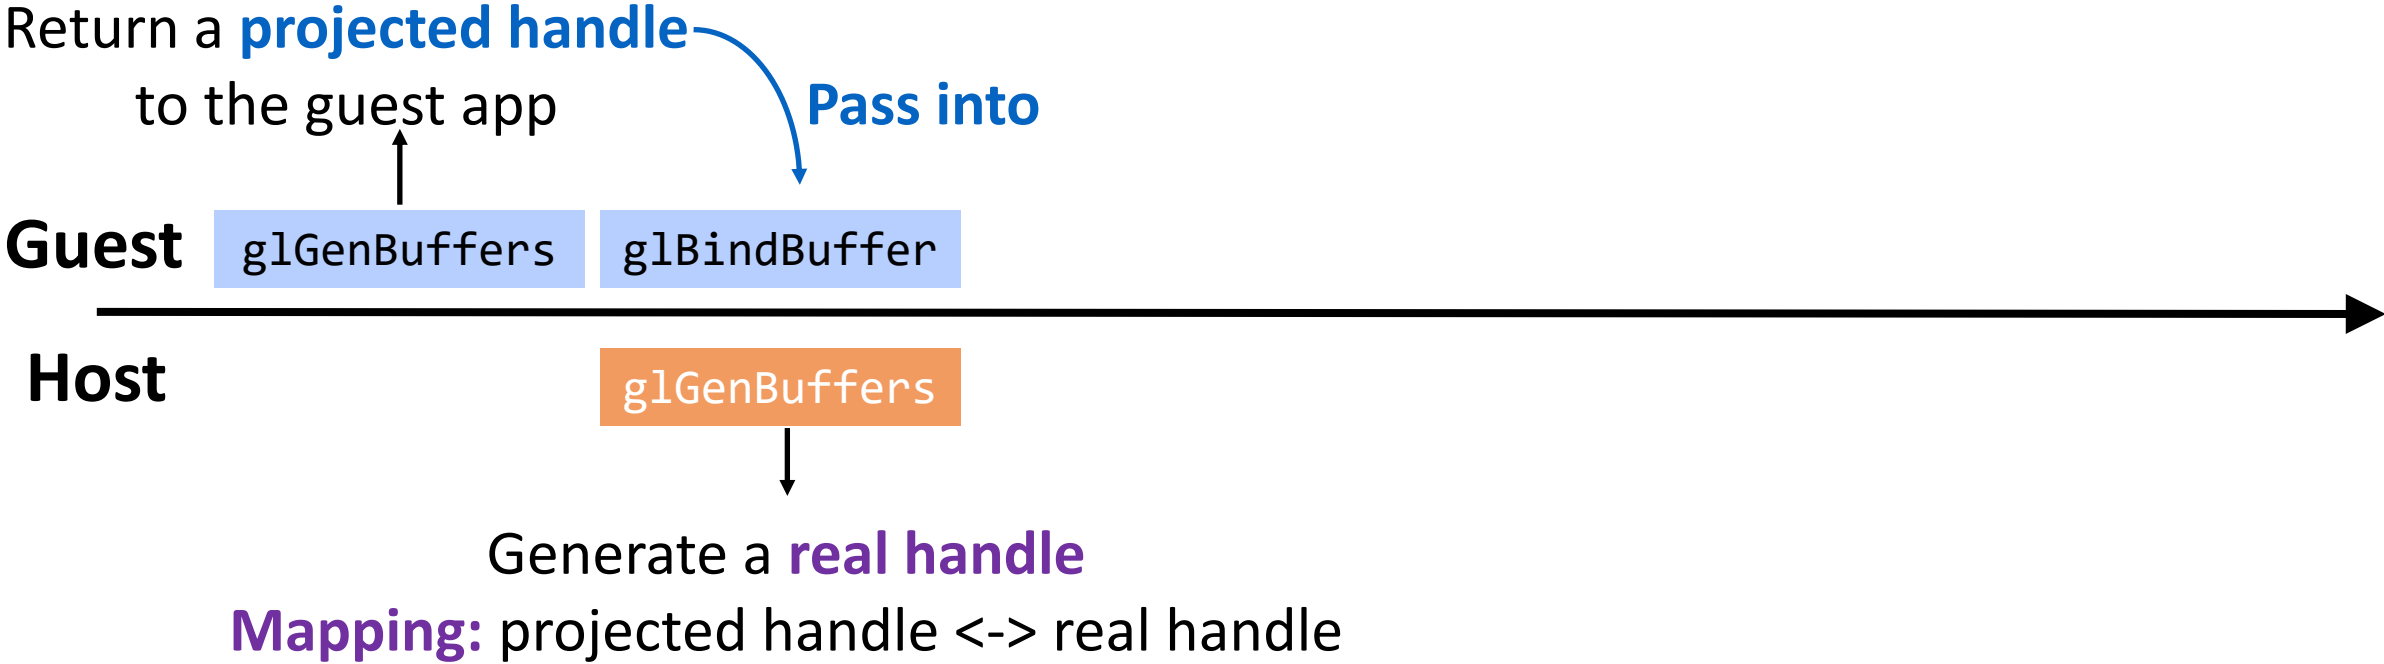 Return a projected handle
to the guest app
Pass into
Guest
glGenBuffers
glBindBuffer
Host
glGenBuffers
Generate a real handle
Mapping: projected handle <-> real handle